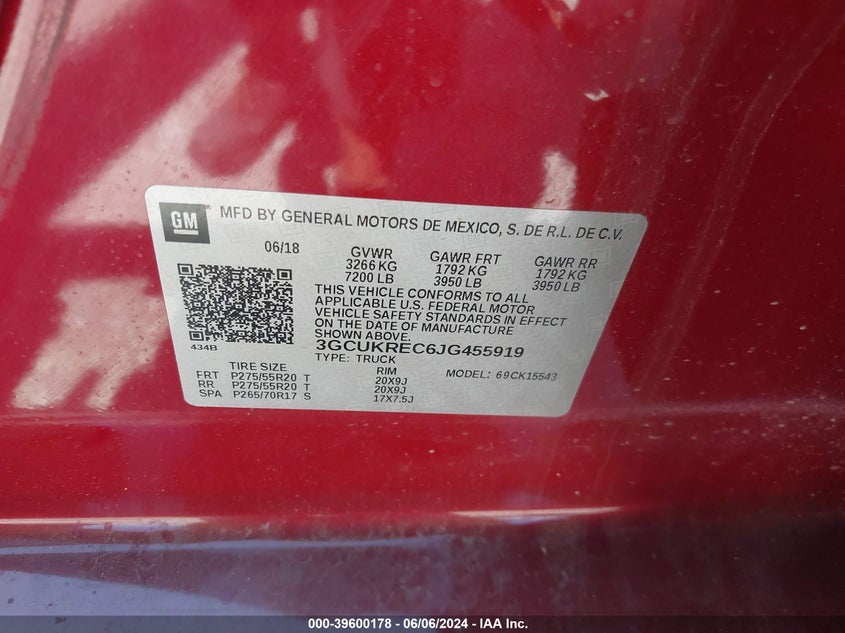 GM MFD BY GENERAL MOTORS DE MEXICO, S. DE R.L. DE C.V.
06/18 GVWR GAWR FRT GAWR RR
3266 KG 1792 KG 1792 KG
7200 LB 3950 LB 3950 LB
THIS VEHICLE CONFORMS TO ALL
APPLICABLE U.S. FEDERAL MOTOR
VEHICLE SAFETY STANDARDS IN EFFECT
ON THE DATE OF MANUFACTURE
SHOWN ABOVE.
434B 3GCUKREC6JG455919
TYPE: TRUCK
TIRE SIZE RIM MODEL: 69CK15543
FRT P275/55R20 T 20X9J
RR P275/55R20 T 20X9J
SPA P265/70R17 S 17X7.5J
000-39600178 - 06/06/2024 - IAA Inc.